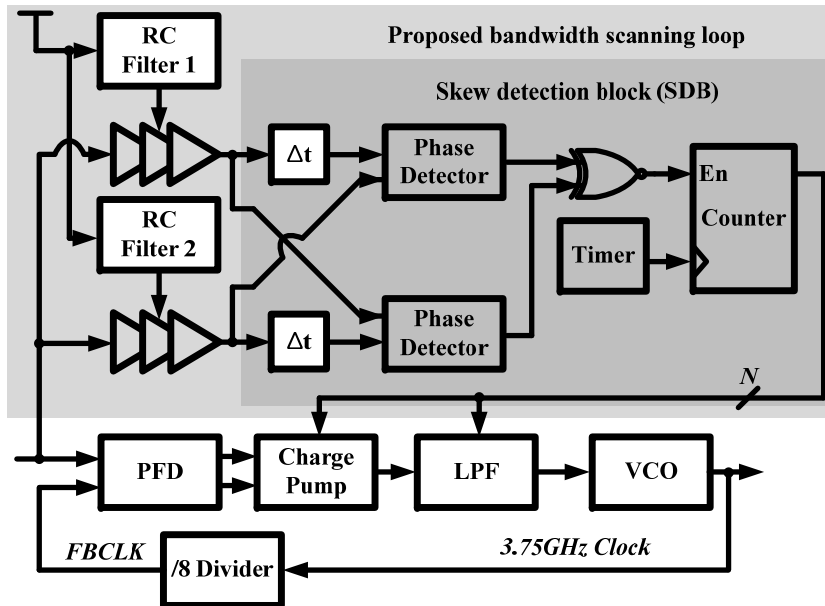 RC
Filter 1
Proposed bandwidth scanning loop
Skew detection block (SDB)
Δt
Phase
Detector
En
Counter
RC
Filter 2
Timer
Δt
Phase
Detector
N
PFD
Charge
Pump
LPF
VCO
FBCLK
/8 Divider
3.75GHz Clock